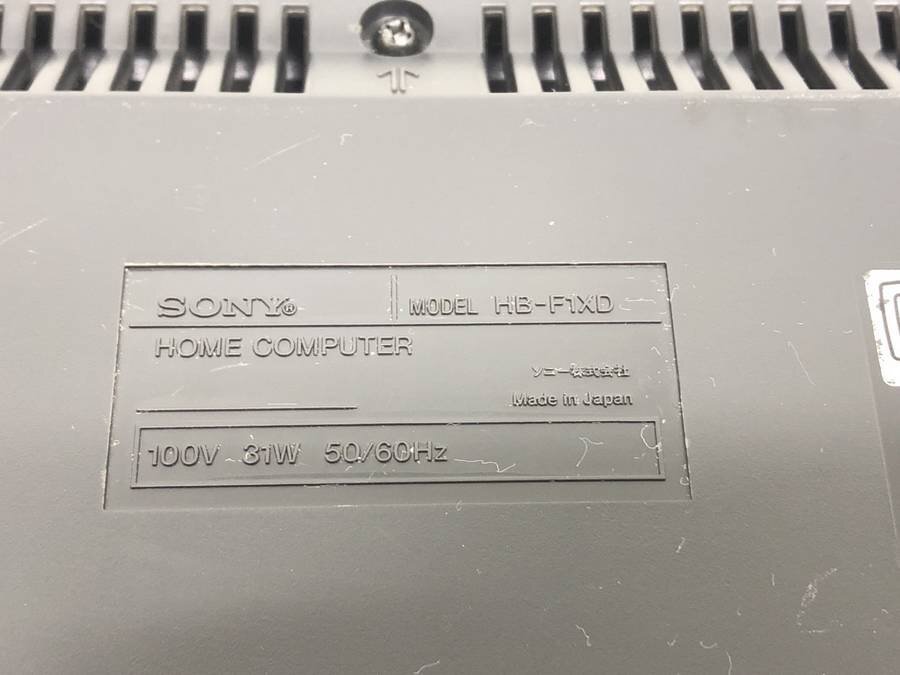 SONY® MODEL HB-F1XD
HOME COMPUTER
ソニー株式会社
Made in Japan
100V 31W 50/60Hz